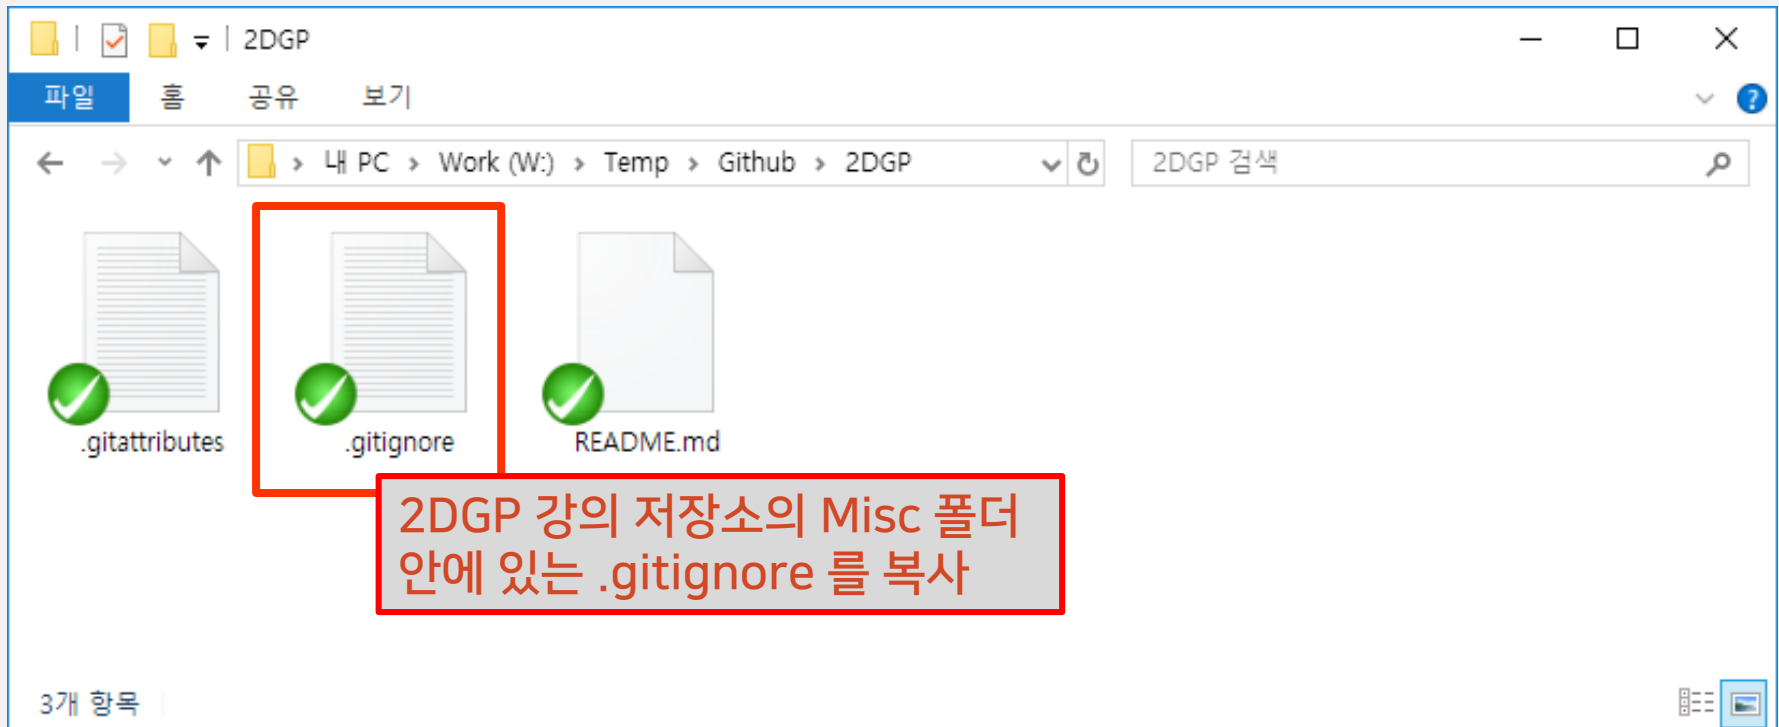 2DGP
파일 홈 공유 보기
내 PC > Work (W:) > Temp > Github > 2DGP
2DGP 검색
.gitattributes
.gitignore
README.md
2DGP 강의 저장소의 Misc 폴더
안에 있는 .gitignore 를 복사
3개 항목